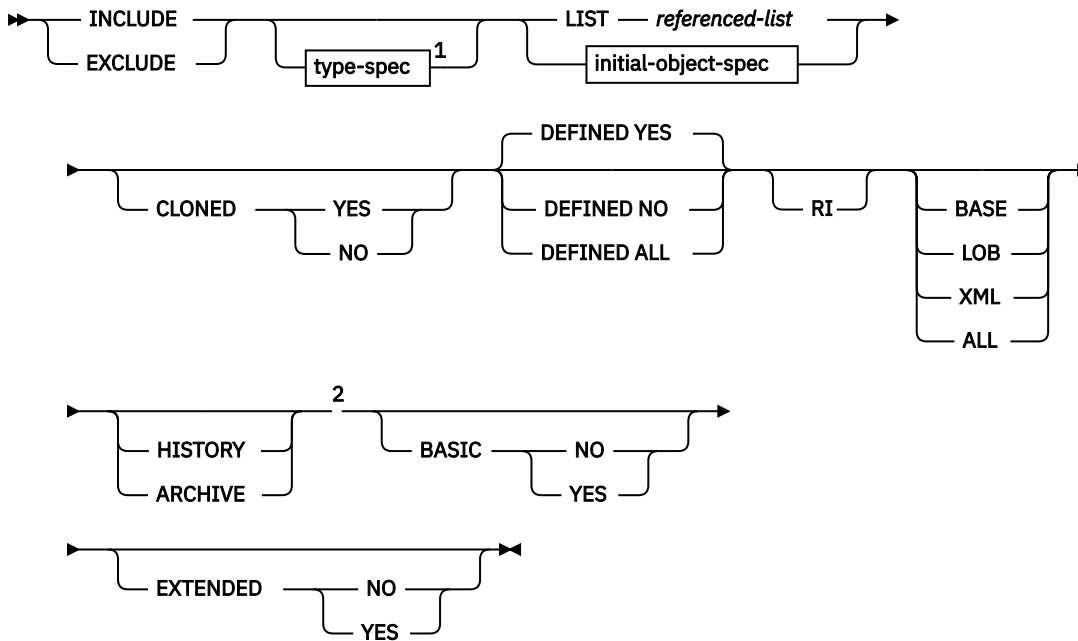 INCLUDE
EXCLUDE
type-spec 1
LIST referenced-list
initial-object-spec
CLONED YES
NO
DEFINED YES
DEFINED NO
DEFINED ALL
RI
BASE
LOB
XML
ALL
HISTORY
ARCHIVE
2
BASIC NO
YES
EXTENDED NO
YES